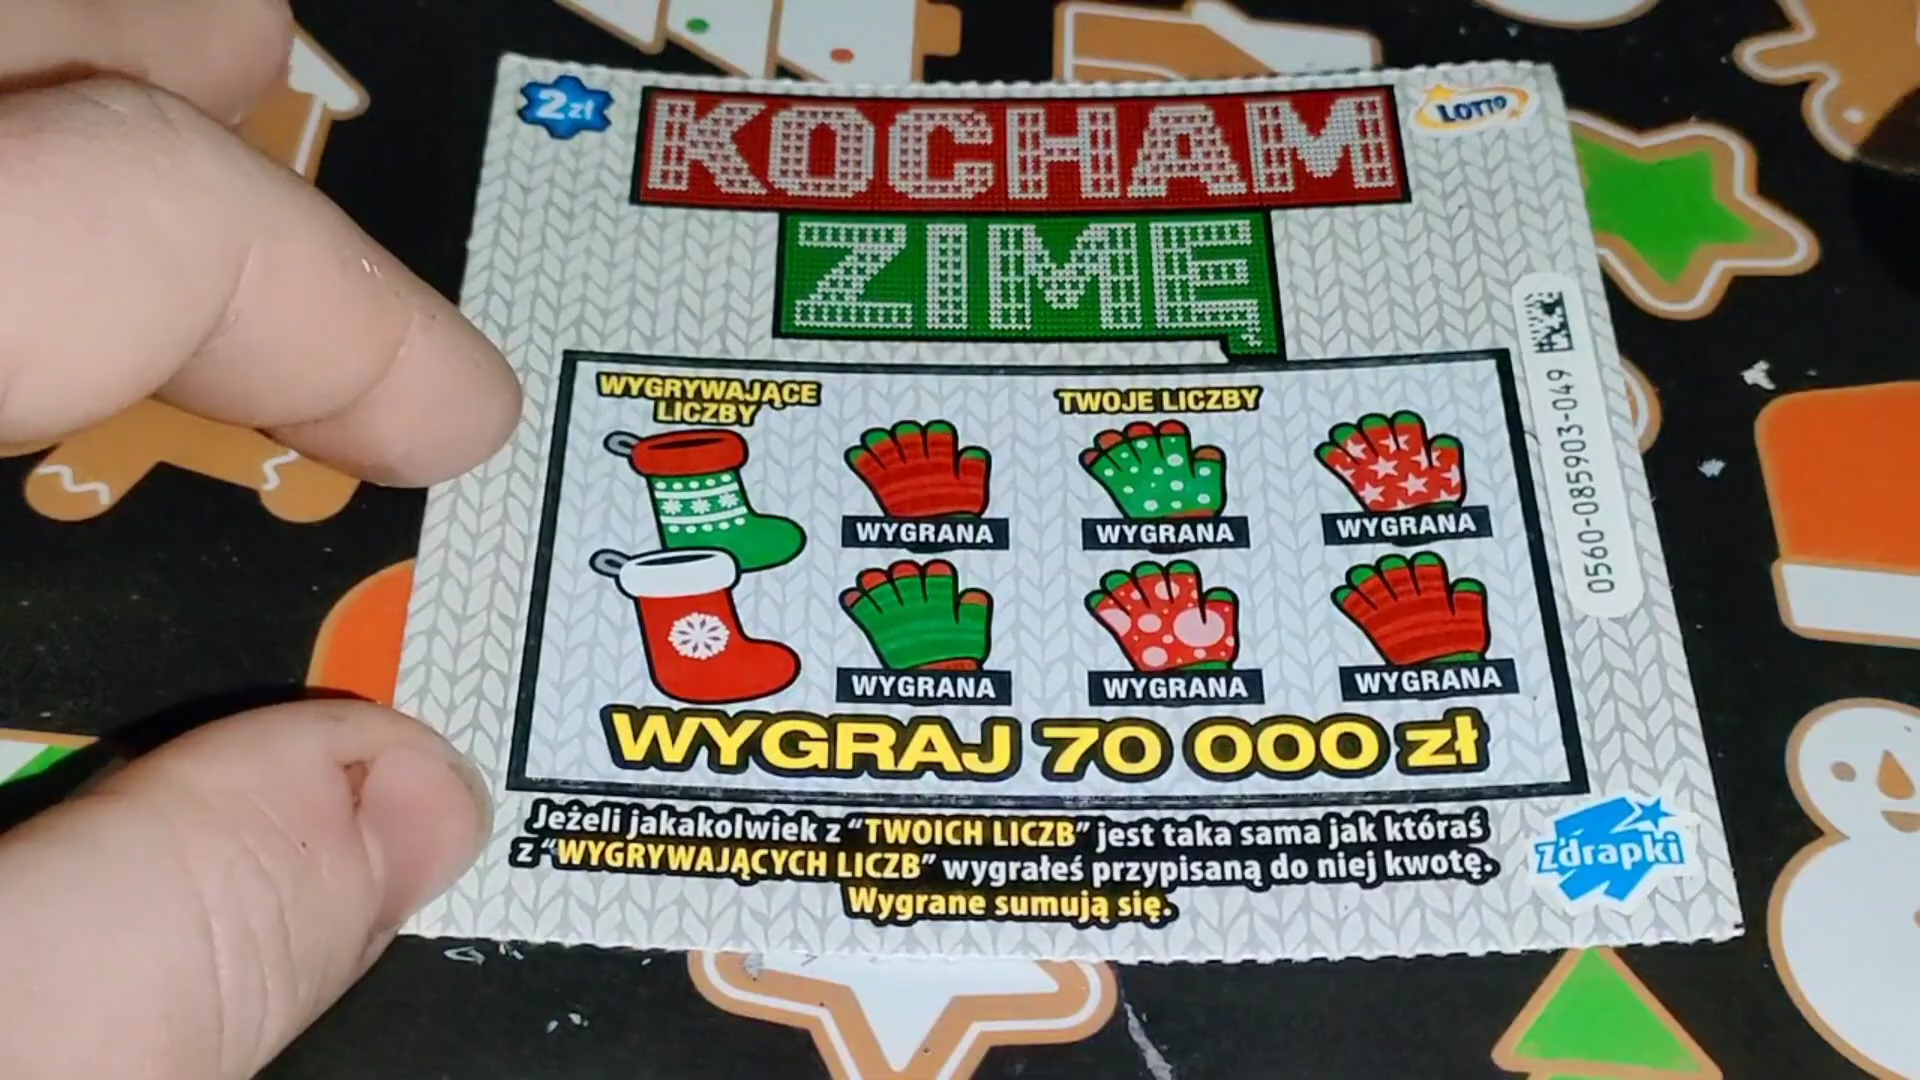 2 zł
KOCHAM
ZIMĘ
LOTTO
WYGRYWAJĄCE
LICZBY
TWOJE LICZBY
WYGRANA
WYGRANA
WYGRANA
WYGRANA
WYGRANA
WYGRANA
WYGRAJ 70 000 zł
0560-085903-049
Jeżeli jakakolwiek z “TWOICH LICZB” jest taka sama jak któraś
z “WYGRYWAJĄCYCH LICZB” wygrałeś przypisaną do niej kwotę.
Wygrane sumują się.
Zdrapki